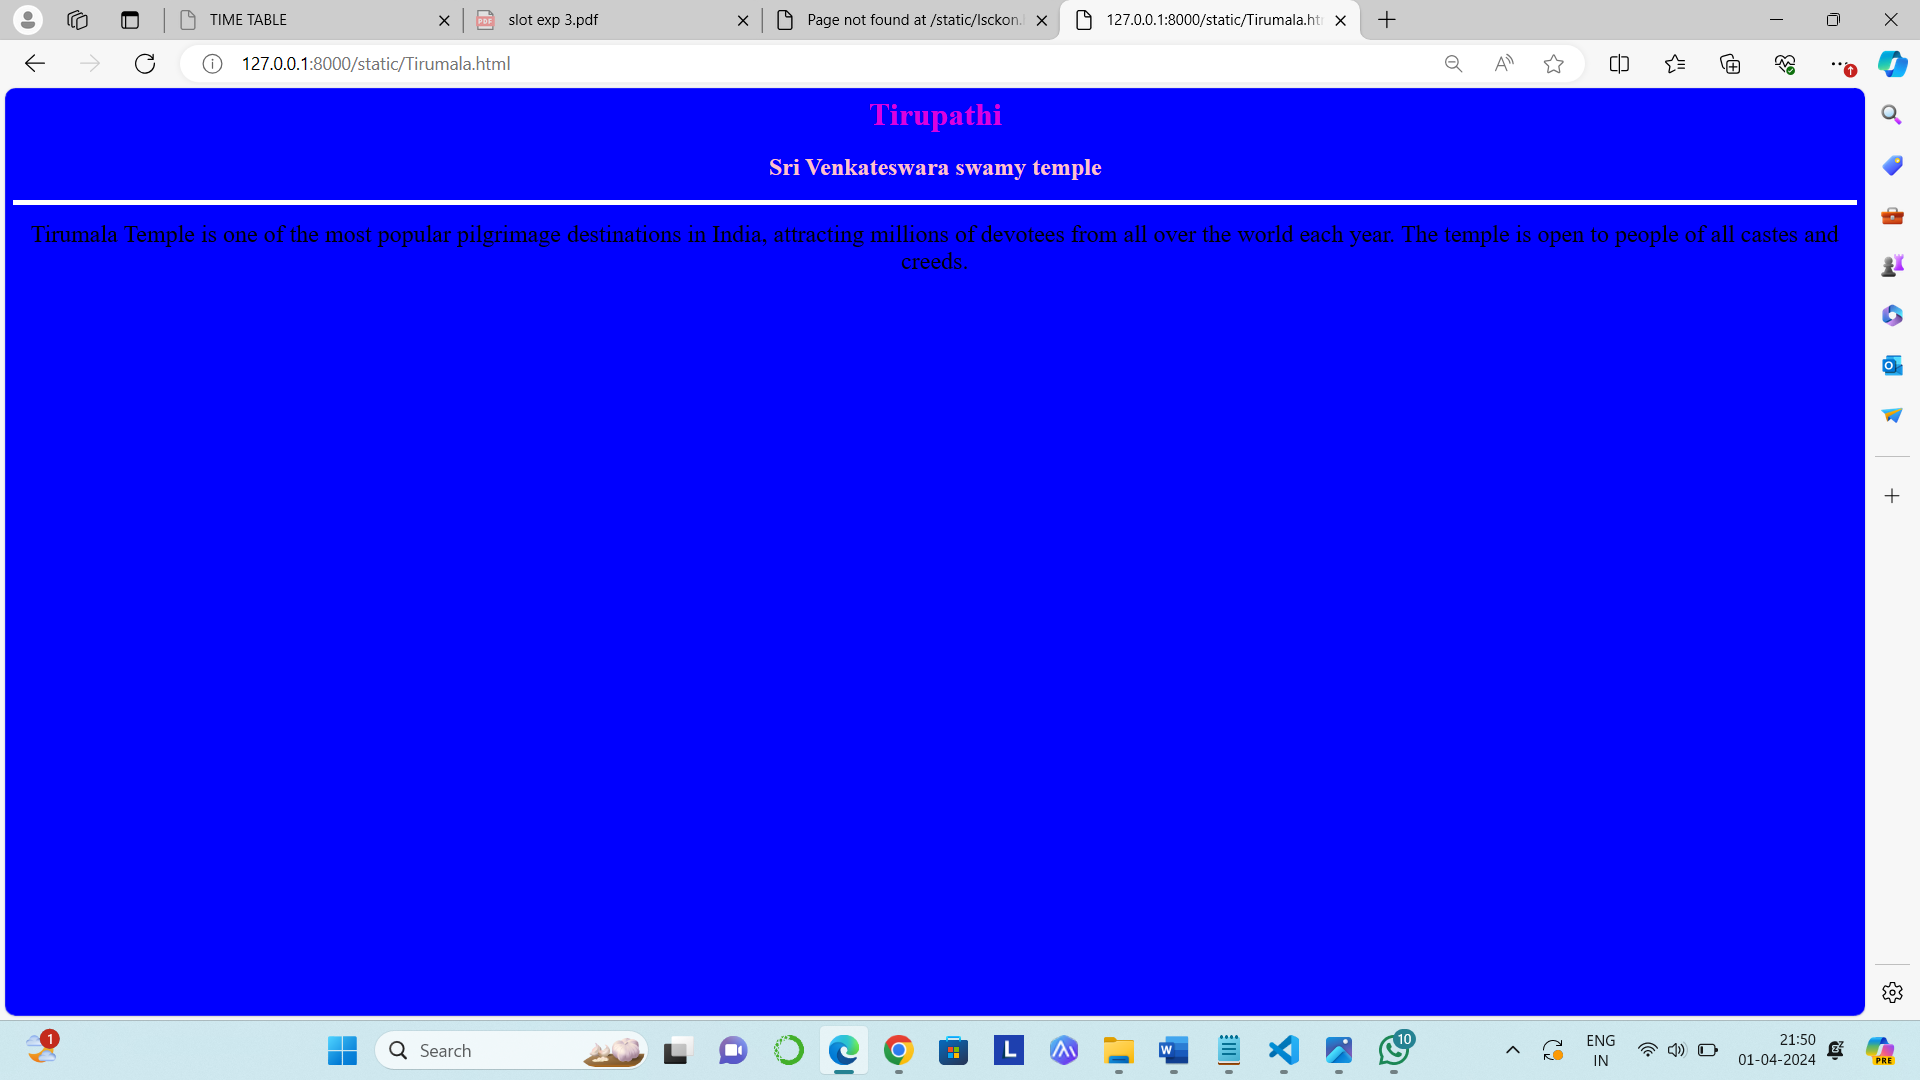 TIME TABLE
slot exp 3.pdf
Page not found at /static/Isckon.
127.0.0.1:8000/static/Tirumala.ht
127.0.0.1:8000/static/Tirumala.html
Tirupathi
Sri Venkateswara swamy temple
Tirumala Temple is one of the most popular pilgrimage destinations in India, attracting millions of devotees from all over the world each year. The temple is open to people of all castes and
creeds.
1
Search
10
ENG
IN
21:50
01-04-2024
PRE